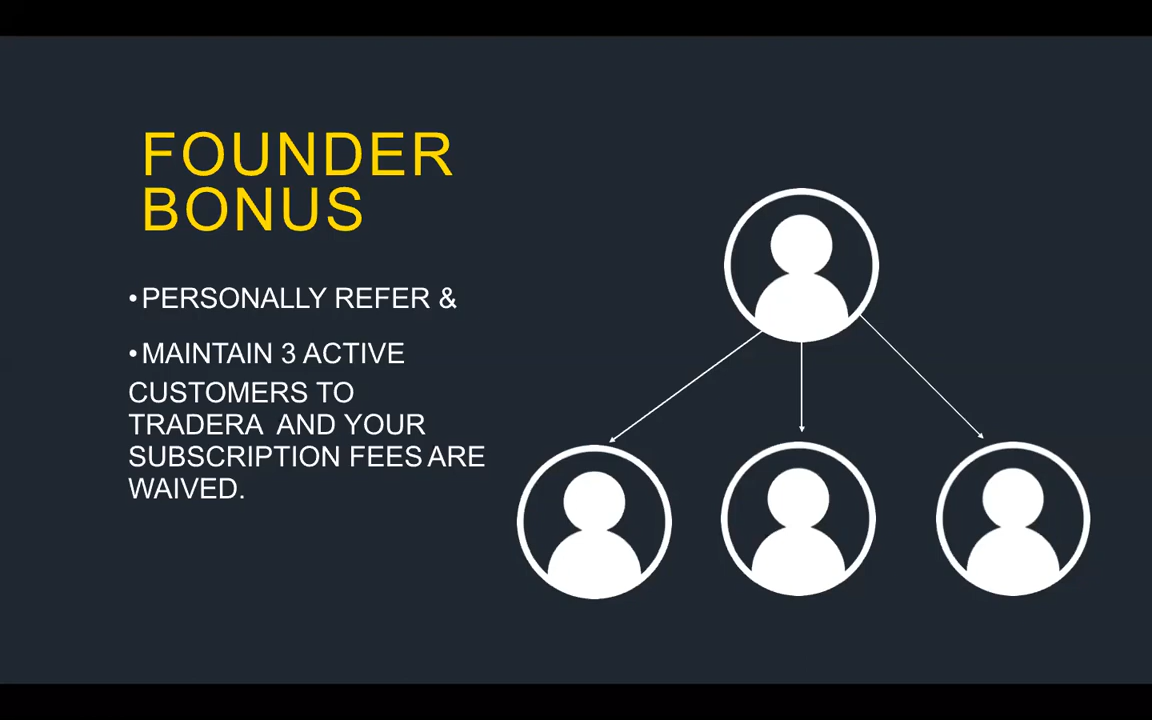 FOUNDER
BONUS
•PERSONALLY REFER &
•MAINTAIN 3 ACTIVE
CUSTOMERS TO
TRADERA AND YOUR
SUBSCRIPTION FEES ARE
WAIVED.